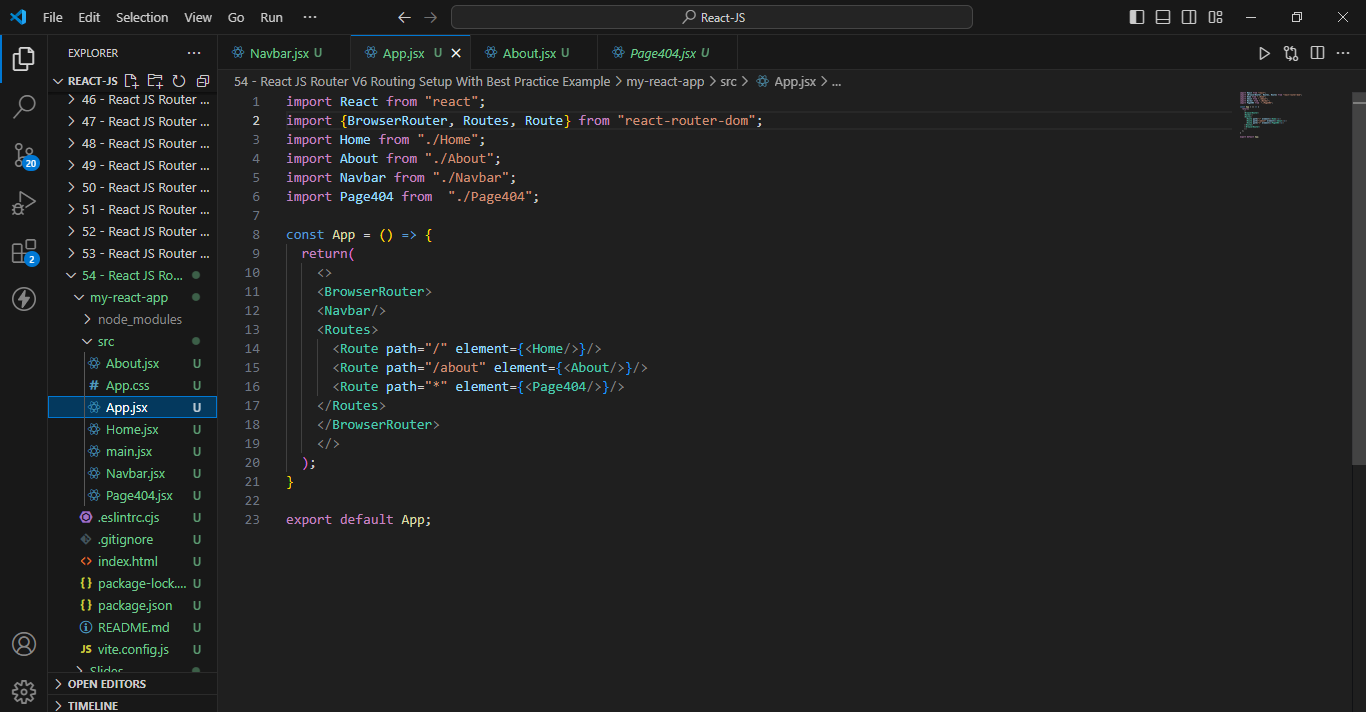 File Edit Selection View Go Run ··· React-JS
EXPLORER ···
REACT-JS
46 - React JS Router ...
47 - React JS Router ...
48 - React JS Router ...
49 - React JS Router ...
50 - React JS Router ...
51 - React JS Router ...
52 - React JS Router ...
53 - React JS Router ...
54 - React JS Ro...
my-react-app
node_modules
src
About.jsx U
# App.css U
App.jsx U
Home.jsx U
main.jsx U
Navbar.jsx U
Page404.jsx U
.eslintrc.cjs U
.gitignore U
<> index.html U
{} package-lock.... U
{} package.json U
README.md U
JS vite.config.js U
Slides
OPEN EDITORS
TIMELINE
20
2
Navbar.jsx U App.jsx U About.jsx U Page404.jsx U
54 - React JS Router V6 Routing Setup With Best Practice Example > my-react-app > src > App.jsx > ...
1 import React from "react";
2 import {BrowserRouter, Routes, Route} from "react-router-dom";
3 import Home from "./Home";
4 import About from "./About";
5 import Navbar from "./Navbar";
6 import Page404 from  "./Page404";
7
8 const App = () => {
9   return(
10     <>
11     <BrowserRouter>
12     <Navbar/>
13     <Routes>
14       <Route path="/" element={<Home/>}/>
15       <Route path="/about" element={<About/>}/>
16       <Route path="*" element={<Page404/>}/>
17     </Routes>
18     </BrowserRouter>
19     </>
20   );
21 }
22
23 export default App;